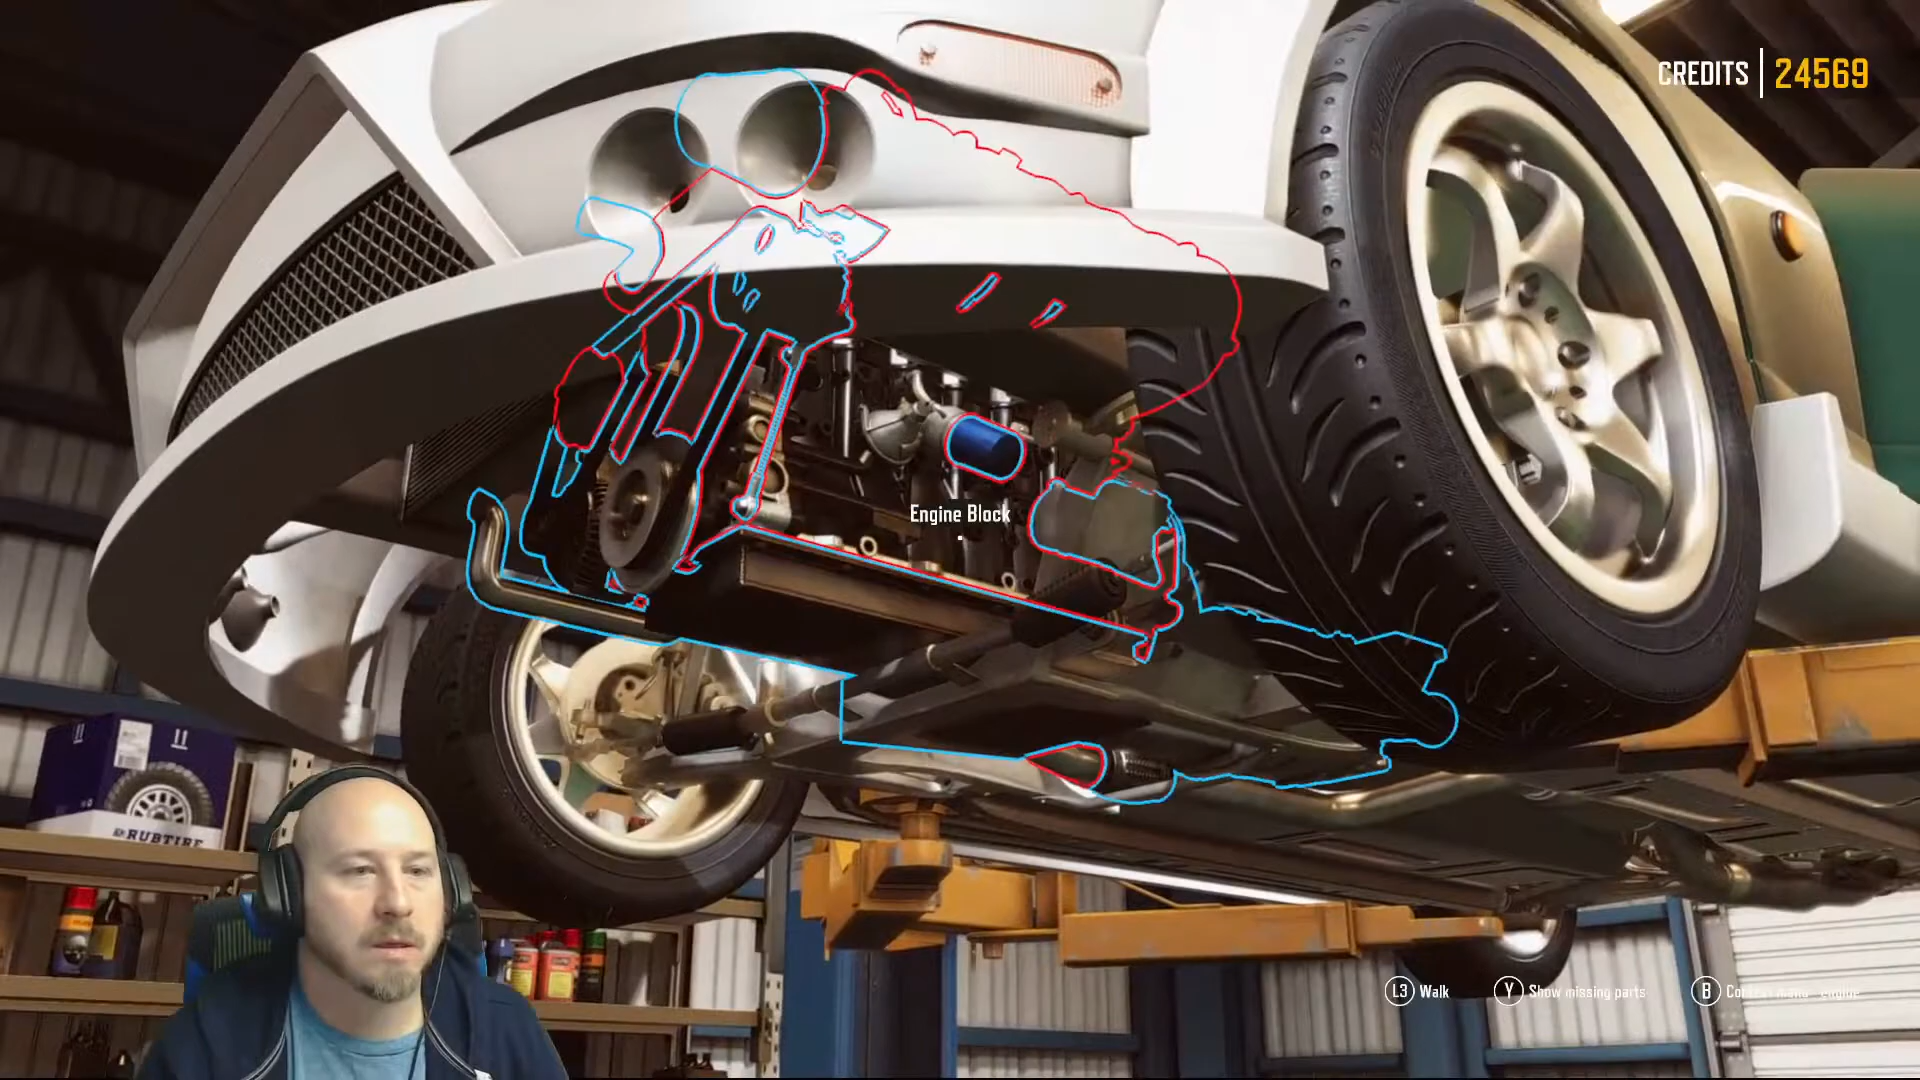 CREDITS 24569
Engine Block
RUBTIRE
L3 Walk
Y Show missing parts
B